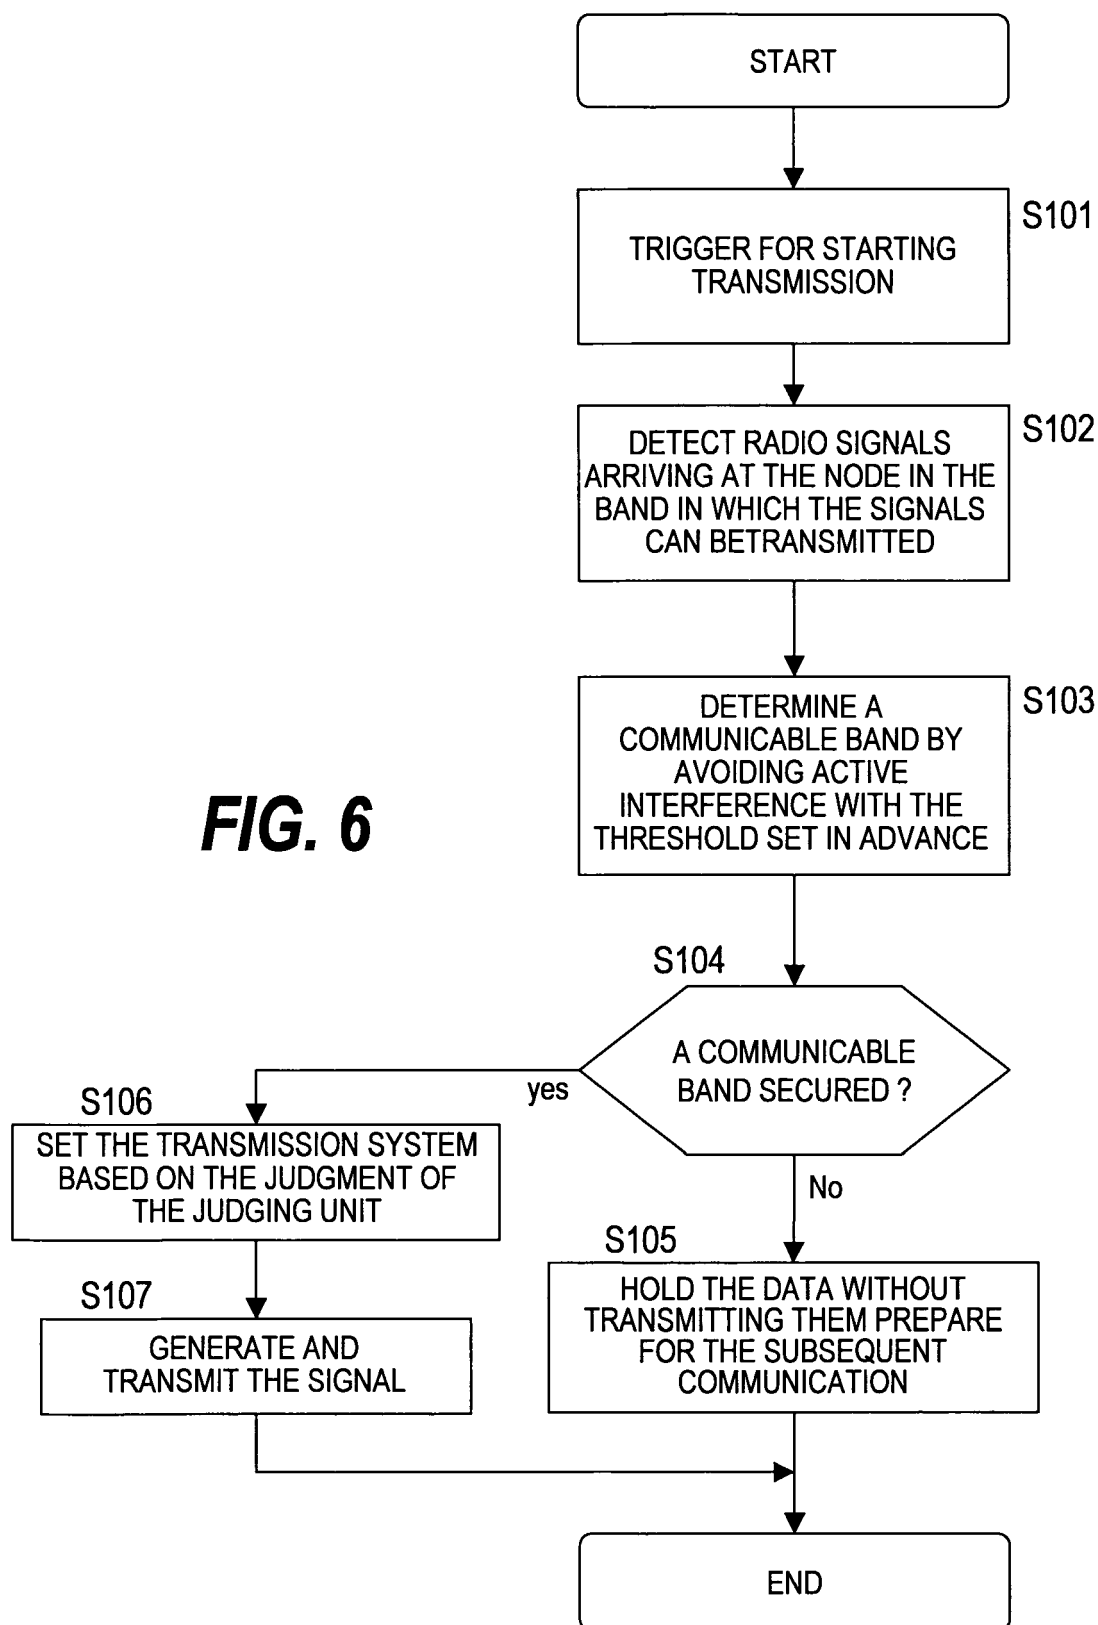 START
S101
TRIGGER FOR STARTING
TRANSMISSION
S102
DETECT RADIO SIGNALS
ARRIVING AT THE NODE IN THE
BAND IN WHICH THE SIGNALS
CAN BETRANSMITTED
S103
DETERMINE A
COMMUNICABLE BAND BY
AVOIDING ACTIVE
INTERFERENCE WITH THE
THRESHOLD SET IN ADVANCE
FIG. 6
S104
A COMMUNICABLE
BAND SECURED ?
yes
No
S106
SET THE TRANSMISSION SYSTEM
BASED ON THE JUDGMENT OF
THE JUDGING UNIT
S105
HOLD THE DATA WITHOUT
TRANSMITTING THEM PREPARE
FOR THE SUBSEQUENT
COMMUNICATION
S107
GENERATE AND
TRANSMIT THE SIGNAL
END